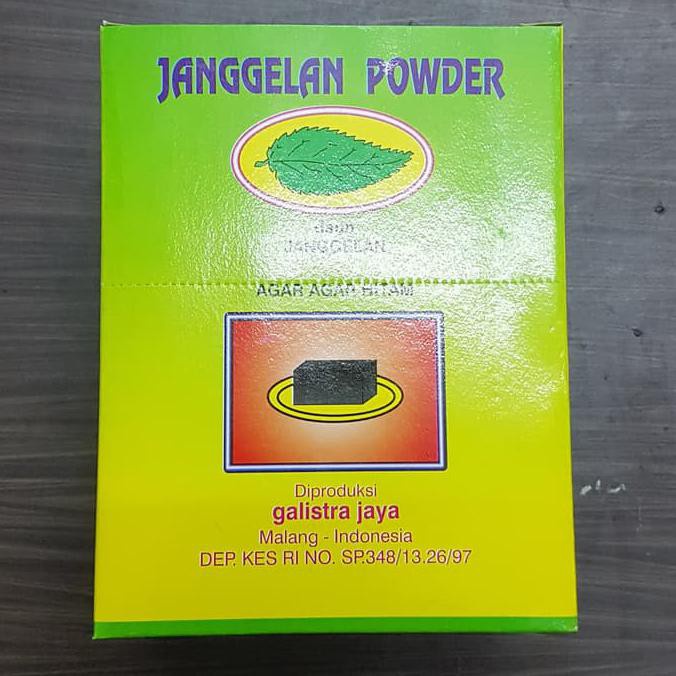 JANGGELAN POWDER
daun
JANGGELAN
AGAR AGAR HITAM
Diproduksi
galistra jaya
Malang - Indonesia
DEP. KES RI NO. SP.348/13.26/97